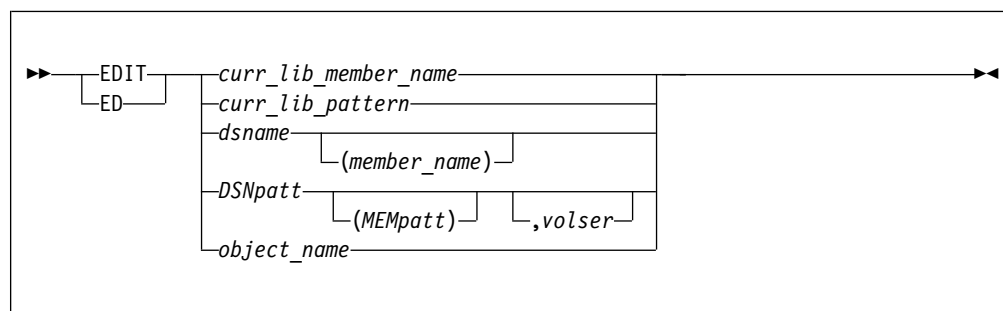 EDIT curr_lib_member_name
ED curr_lib_pattern
dsname
(member_name)
DSNpatt
(MEMpatt) ,volser
object_name